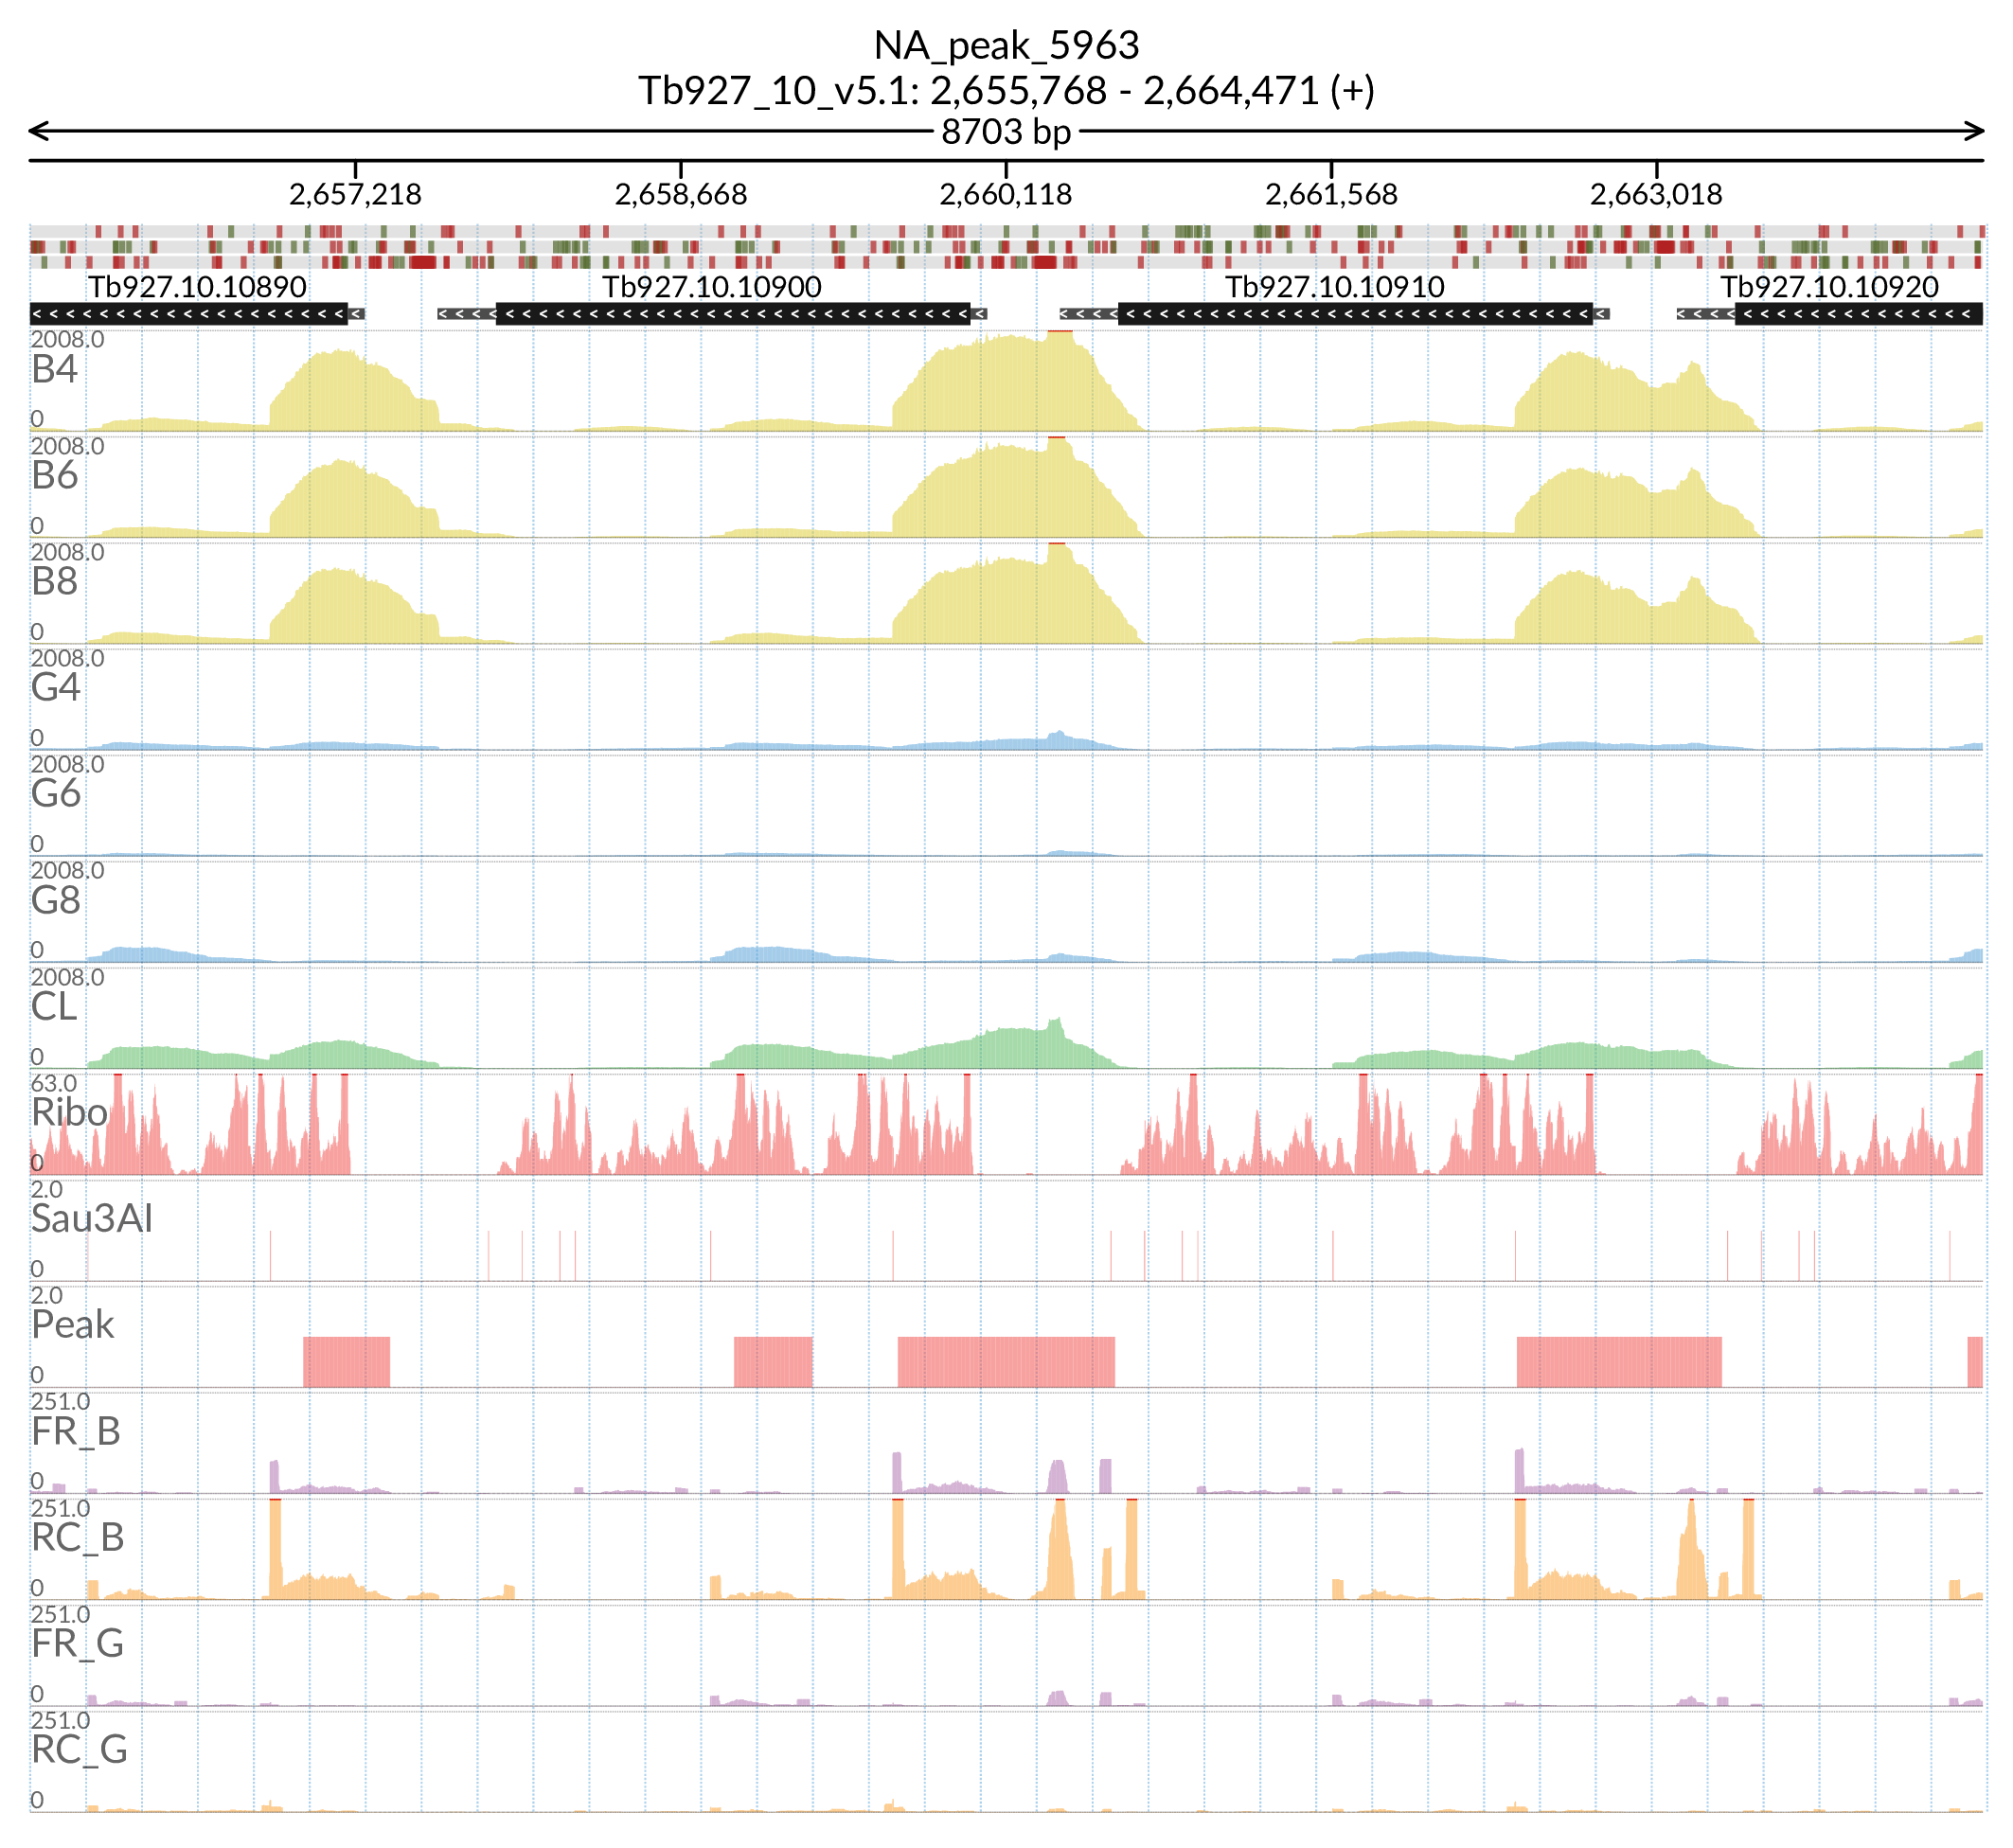 NA_peak_5963
Tb927_10_v5.1: 2,655,768 - 2,664,471 (+)
8703 bp
2,657,218 2,658,668 2,660,118 2,661,568 2,663,018
Tb927.10.10890 Tb927.10.10900 Tb927.10.10910 Tb927.10.10920
2008.0
B4
0
2008.0
B6
0
2008.0
B8
0
2008.0
G4
0
2008.0
G6
0
2008.0
G8
0
2008.0
CL
0
63.0
Ribo
0
2.0
Sau3AI
0
2.0
Peak
0
251.0
FR_B
0
251.0
RC_B
0
251.0
FR_G
0
251.0
RC_G
0